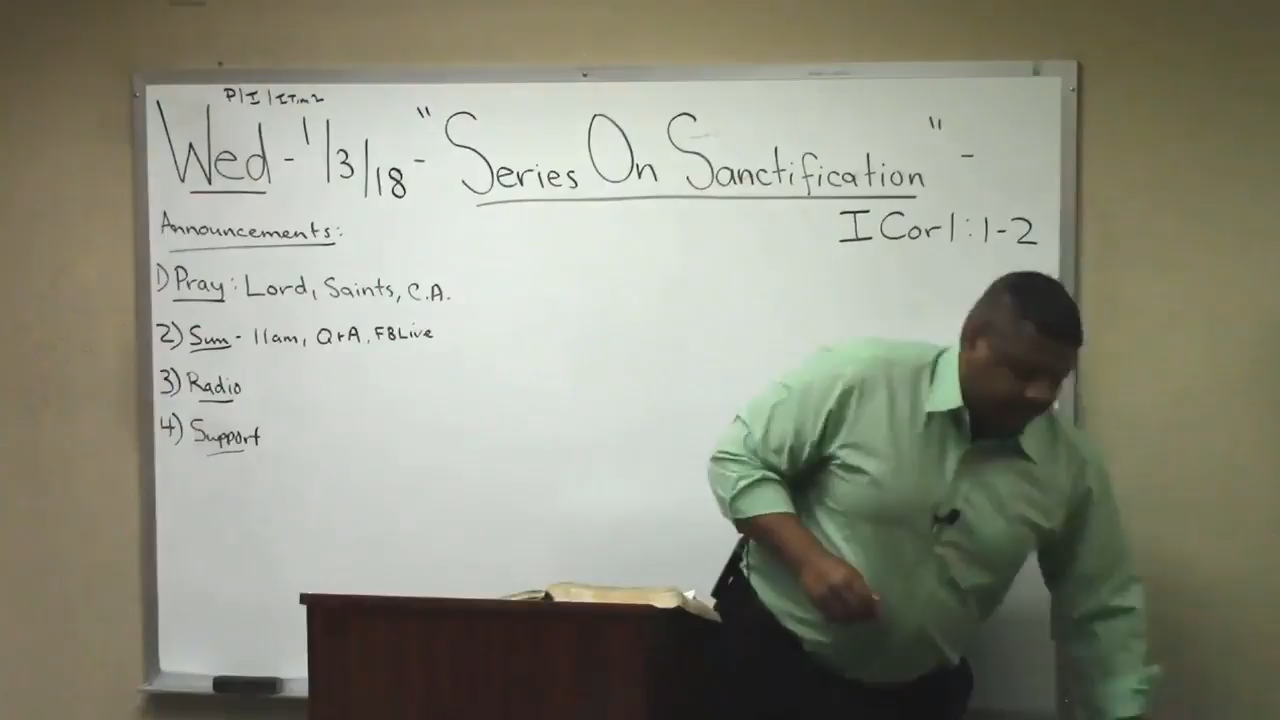 P/I/ITim2
Wed - 1/3/18 - "Series On Sanctification" -
I Cor 1:1-2
Announcements:
1) Pray: Lord, Saints, C.A.
2) Sun - 11am, Q+A, FBLive
3) Radio
4) Support